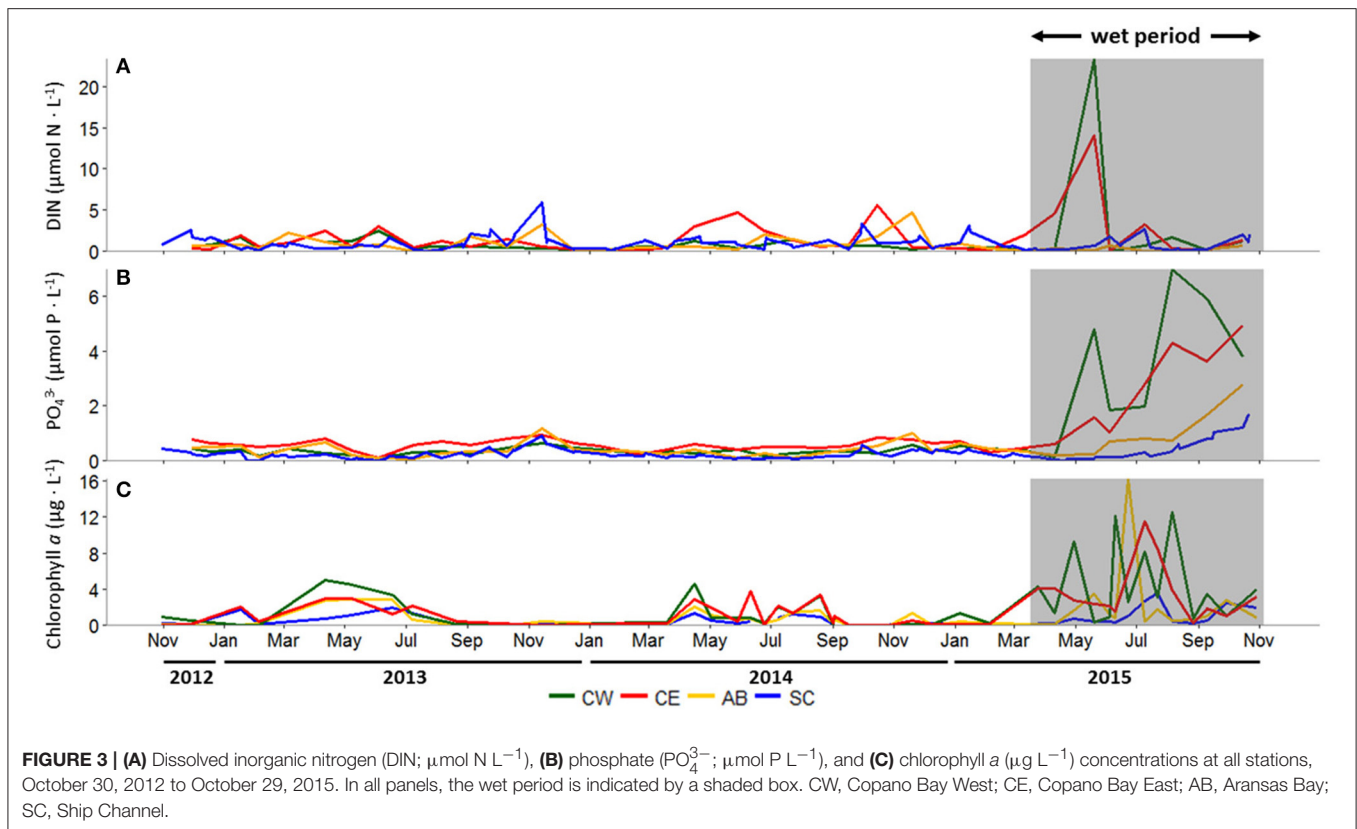 wet period
A
DIN (µmol N · L-1)
20
15
10
5
0
B
PO43- (µmol P · L-1)
6
4
2
0
C
Chlorophyll a (µg · L-1)
16
12
8
4
0
Nov Jan Mar May Jul Sep Nov Jan Mar May Jul Sep Nov Jan Mar May Jul Sep Nov
2012 2013 2014 2015
CW CE AB SC
FIGURE 3 | (A) Dissolved inorganic nitrogen (DIN; µmol N L−1), (B) phosphate (PO43−; µmol P L−1), and (C) chlorophyll a (µg L−1) concentrations at all stations,
October 30, 2012 to October 29, 2015. In all panels, the wet period is indicated by a shaded box. CW, Copano Bay West; CE, Copano Bay East; AB, Aransas Bay;
SC, Ship Channel.